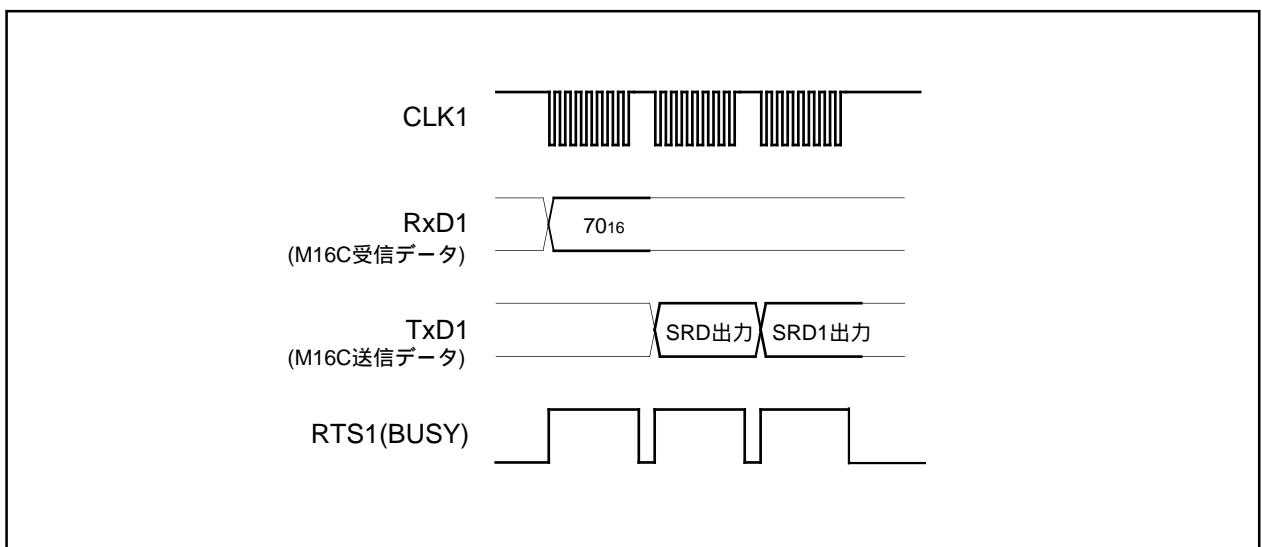 CLK1
RxD1
7016
(M16C受信データ)
TxD1
SRD出力
SRD1出力
(M16C送信データ)
RTS1(BUSY)